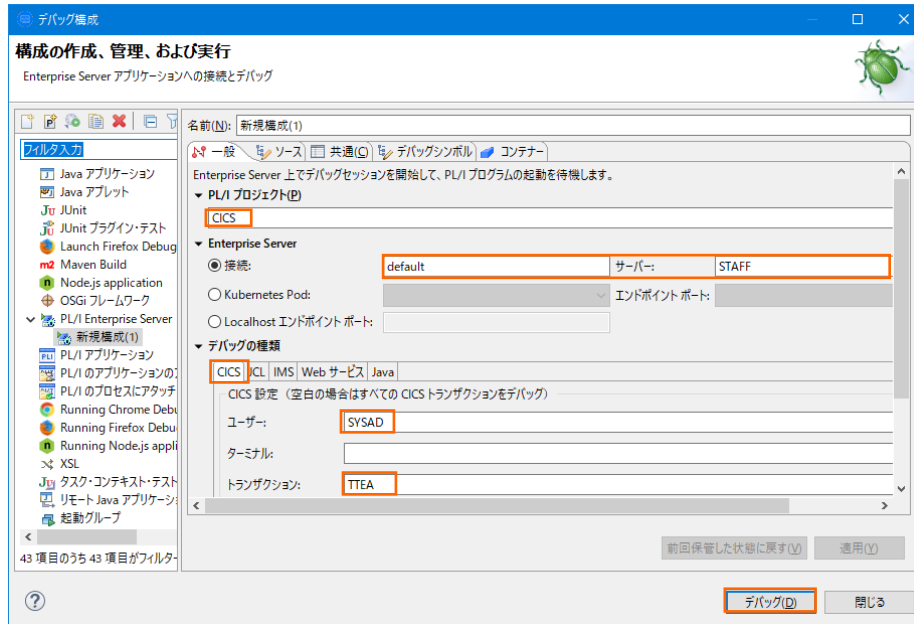 デバッグ構成
構成の作成、管理、および実行
Enterprise Server アプリケーションへの接続とデバッグ
名前(N): 新規構成(1)
フィルタ入力
Java アプリケーション
Java アプレット
JUnit
JUnit プラグイン・テスト
Launch Firefox Debug
Maven Build
Node.js application
OSGi フレームワーク
PL/I Enterprise Server
新規構成(1)
PL/I アプリケーション
PL/I のアプリケーションの
PL/I のプロセスにアタッチ
Running Chrome Debu
Running Firefox Debu
Running Node.js appli
XSL
タスク・コンテキスト・テスト
リモート Java アプリケーシ
起動グループ
43 項目のうち 43 項目がフィルター
一般 ソース 共通(C) デバッグシンボル コンテナー
Enterprise Server 上でデバッグセッションを開始して、PL/I プログラムの起動を待機します。
PL/I プロジェクト(P)
CICS
Enterprise Server
接続: default サーバー: STAFF
Kubernetes Pod: エンドポイント ポート:
Localhost エンドポイント ポート:
デバッグの種類
CICS JCL IMS Web サービス Java
CICS 設定 (空白の場合はすべての CICS トランザクションをデバッグ)
ユーザー: SYSAD
ターミナル:
トランザクション: TTEA
前回保管した状態に戻す(V) 適用(Y)
デバッグ(D) 閉じる